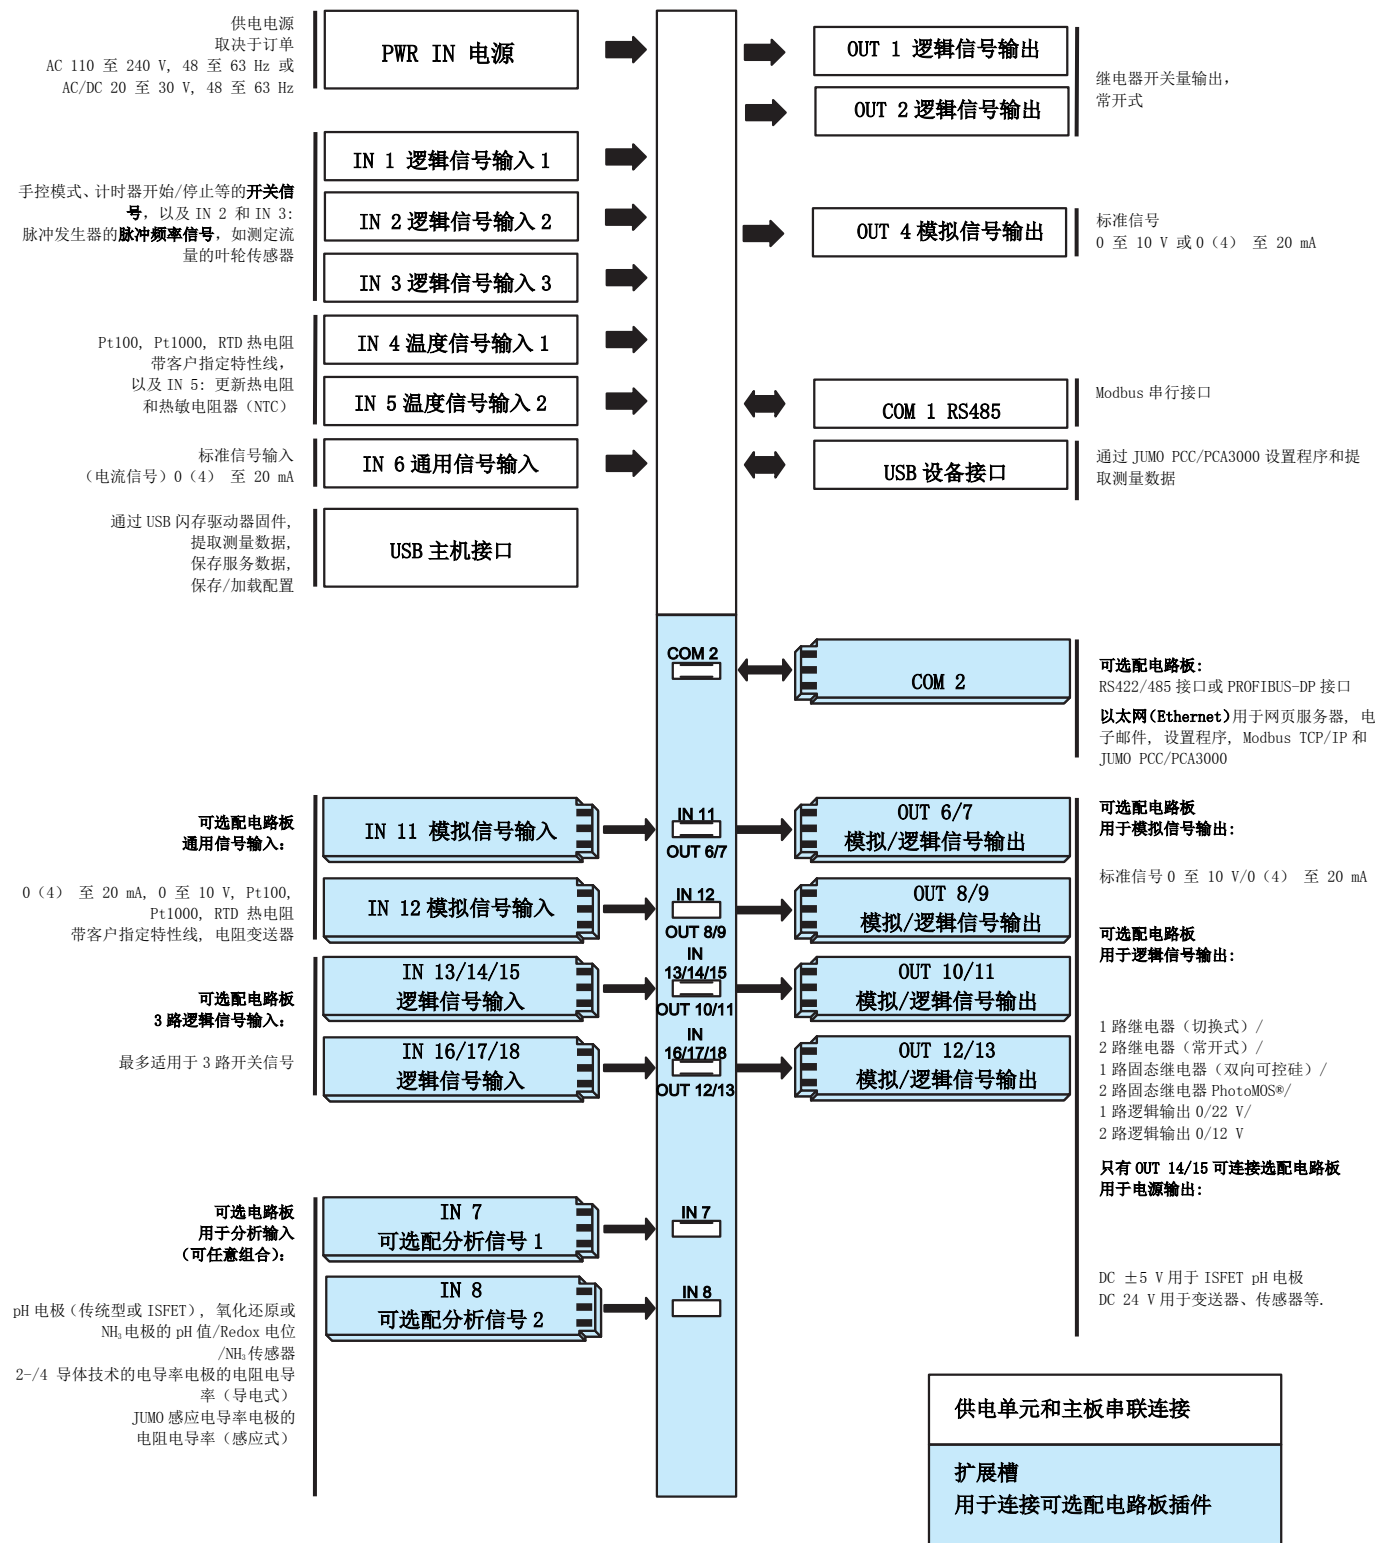 供电电源
取决于订单
AC 110 至 240 V, 48 至 63 Hz 或
AC/DC 20 至 30 V, 48 至 63 Hz
PWR IN 电源
OUT 1 逻辑信号输出
OUT 2 逻辑信号输出
继电器开关量输出，
常开式
手控模式、计时器开始/停止等的开关信
号，以及 IN 2 和 IN 3:
脉冲发生器的脉冲频率信号，如测定流
量的叶轮传感器
IN 1 逻辑信号输入 1
IN 2 逻辑信号输入 2
IN 3 逻辑信号输入 3
OUT 4 模拟信号输出
标准信号
0 至 10 V 或 0（4） 至 20 mA
Pt100, Pt1000, RTD 热电阻
带客户指定特性线，
以及 IN 5: 更新热电阻
和热敏电阻器（NTC）
IN 4 温度信号输入 1
IN 5 温度信号输入 2
COM 1 RS485
Modbus 串行接口
标准信号输入
（电流信号）0（4） 至 20 mA
IN 6 通用信号输入
USB 设备接口
通过 JUMO PCC/PCA3000 设置程序和提
取测量数据
通过 USB 闪存驱动器固件,
提取测量数据,
保存服务数据,
保存/加载配置
USB 主机接口
COM 2
COM 2
可选配电路板:
RS422/485 接口或 PROFIBUS-DP 接口
以太网(Ethernet)用于网页服务器, 电
子邮件, 设置程序, Modbus TCP/IP 和
JUMO PCC/PCA3000
可选配电路板
通用信号输入:
0（4） 至 20 mA, 0 至 10 V, Pt100,
Pt1000, RTD 热电阻
带客户指定特性线, 电阻变送器
IN 11 模拟信号输入
IN 12 模拟信号输入
IN 11
OUT 6/7
IN 12
OUT 8/9
OUT 6/7
模拟/逻辑信号输出
OUT 8/9
模拟/逻辑信号输出
可选配电路板
用于模拟信号输出:
标准信号 0 至 10 V/0（4） 至 20 mA
可选配电路板
用于逻辑信号输出:
可选配电路板
3 路逻辑信号输入:
最多适用于 3 路开关信号
IN 13/14/15
逻辑信号输入
IN 16/17/18
逻辑信号输入
IN
13/14/15
OUT 10/11
IN
16/17/18
OUT 12/13
OUT 10/11
模拟/逻辑信号输出
OUT 12/13
模拟/逻辑信号输出
1 路继电器（切换式）/
2 路继电器（常开式）/
1 路固态继电器（双向可控硅）/
2 路固态继电器 PhotoMOS®/
1 路逻辑输出 0/22 V/
2 路逻辑输出 0/12 V
只有 OUT 14/15 可连接选配电路板
用于电源输出:
DC ±5 V 用于 ISFET pH 电极
DC 24 V 用于变送器、传感器等.
可选电路板
用于分析输入
（可任意组合）:
pH 电极（传统型或 ISFET）, 氧化还原或
NH₃ 电极的 pH 值/Redox 电位
/NH₃ 传感器
2-/4 导体技术的电导率电极的电阻电导
率（导电式）
JUMO 感应电导率电极的
电阻电导率（感应式）
IN 7
可选配分析信号 1
IN 8
可选配分析信号 2
IN 7
IN 8
供电单元和主板串联连接
扩展槽
用于连接可选配电路板插件